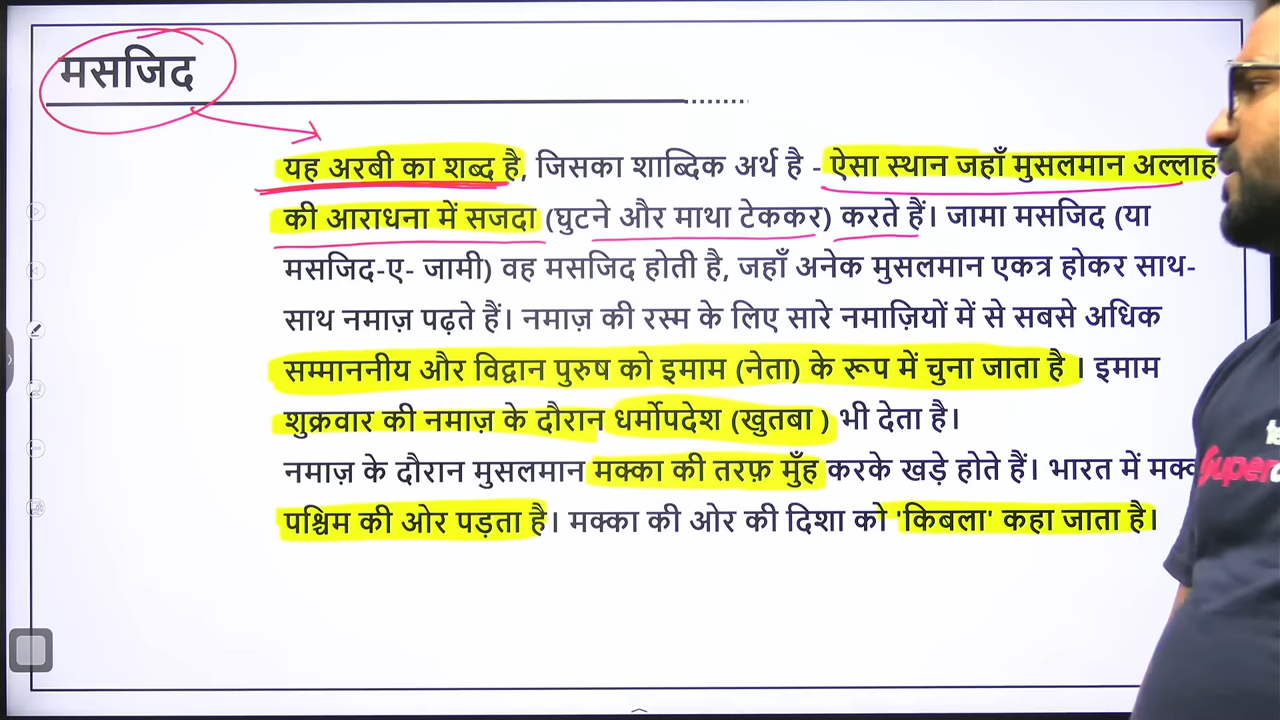 मसजिद
यह अरबी का शब्द है, जिसका शाब्दिक अर्थ है - ऐसा स्थान जहाँ मुसलमान अल्लाह
की आराधना में सजदा (घुटने और माथा टेककर) करते हैं। जामा मसजिद (या
मसजिद-ए- जामी) वह मसजिद होती है, जहाँ अनेक मुसलमान एकत्र होकर साथ-
साथ नमाज़ पढ़ते हैं। नमाज़ की रस्म के लिए सारे नमाज़ियों में से सबसे अधिक
सम्माननीय और विद्वान पुरुष को इमाम (नेता) के रूप में चुना जाता है । इमाम
शुक्रवार की नमाज़ के दौरान धर्मोपदेश (खुतबा ) भी देता है।
नमाज़ के दौरान मुसलमान मक्का की तरफ़ मुँह करके खड़े होते हैं। भारत में
पश्चिम की ओर पड़ता है। मक्का की ओर की दिशा को 'किबला' कहा जाता है।